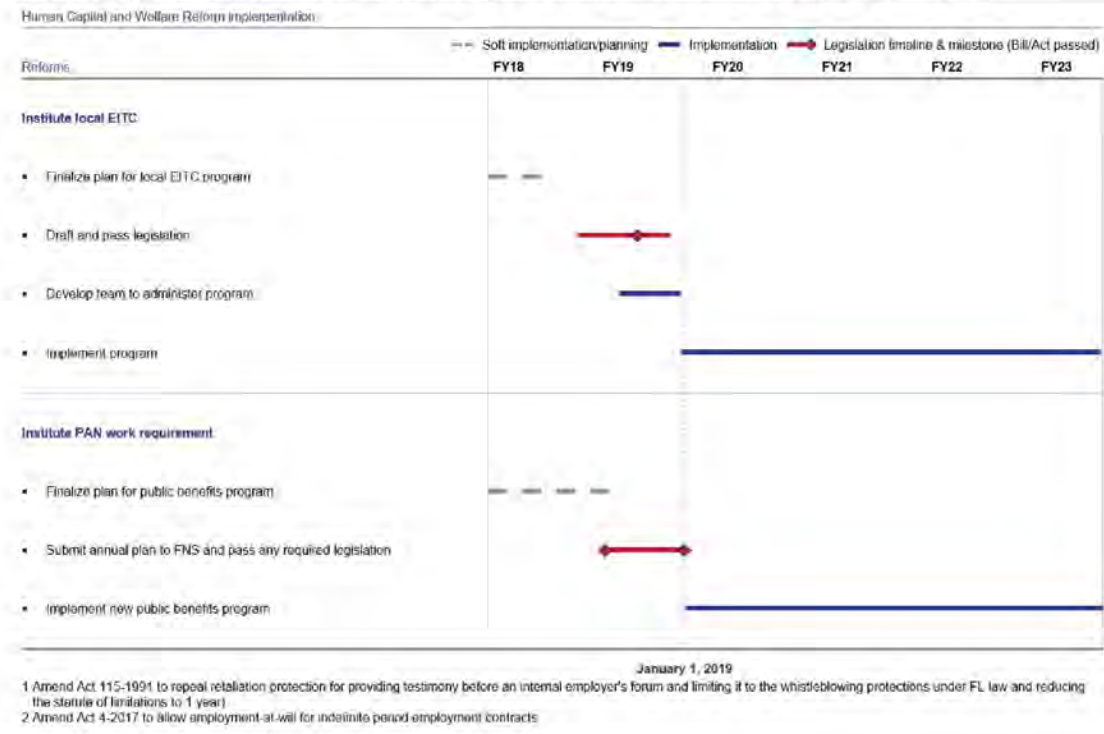 Human Capital and Welfare Reform implementation
Soft implementation/planning Implementation Legislation timeline & milestone (Bill/Act passed)
Reforms FY18 FY19 FY20 FY21 FY22 FY23
Institute local EITC
▪ Finalize plan for local EITC program
▪ Draft and pass legislation
▪ Develop team to administer program
▪ Implement program
Institute PAN work requirement
▪ Finalize plan for public benefits program
▪ Submit annual plan to FNS and pass any required legislation
▪ Implement new public benefits program
January 1, 2019
1 Amend Act 115-1991 to repeal retaliation protection for providing testimony before an internal employer's forum and limiting it to the whistleblowing protections under FL law and reducing
the statute of limitations to 1 year)
2 Amend Act 4-2017 to allow employment-at-will for indefinite period employment contracts